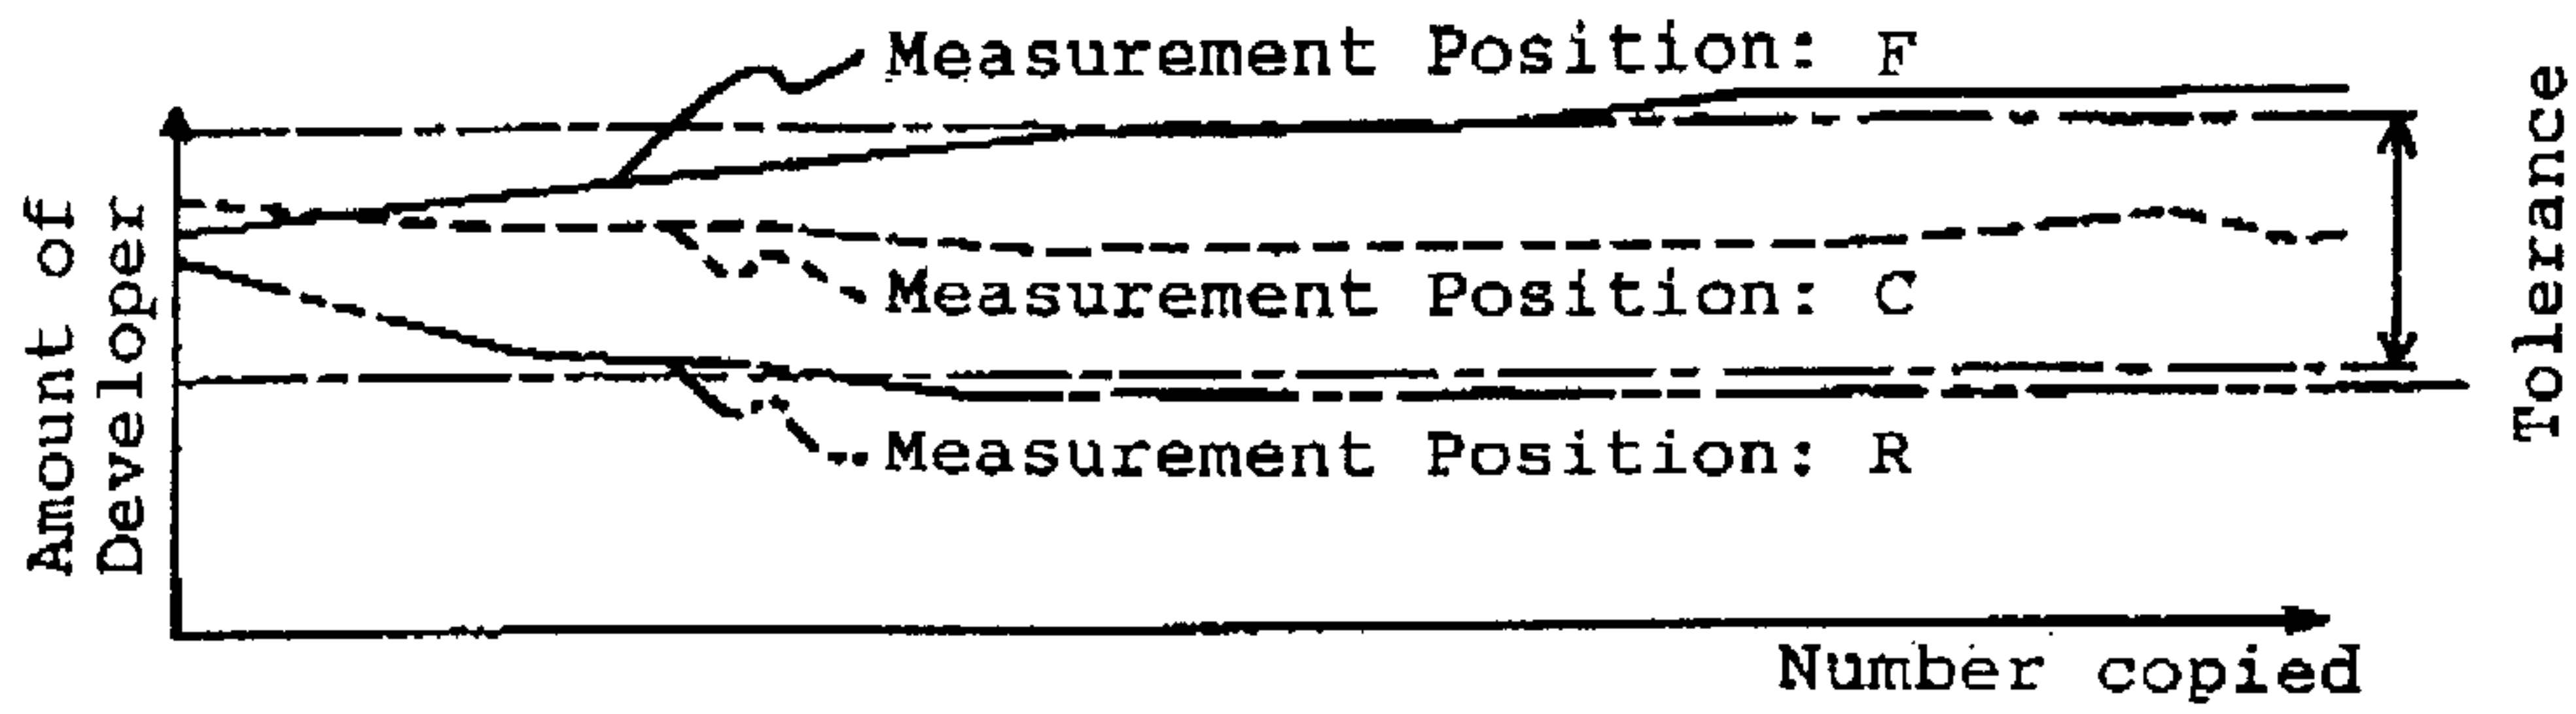 Measurement Position: F
Amount of
Developer
Measurement Position: C
Tolerance
Measurement Position: R
Number copied